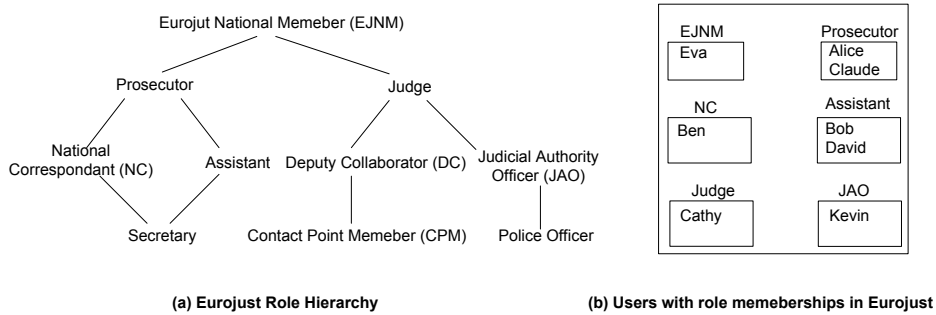 Eurojut National Memeber (EJNM)
Prosecutor
Judge
National
Correspondant (NC)
Assistant
Deputy Collaborator (DC)
Judicial Authority
Officer (JAO)
Secretary
Contact Point Memeber (CPM)
Police Officer
(a) Eurojust Role Hierarchy
EJNM
Eva
Prosecutor
Alice
Claude
NC
Ben
Assistant
Bob
David
Judge
Cathy
JAO
Kevin
(b) Users with role memeberships in Eurojust